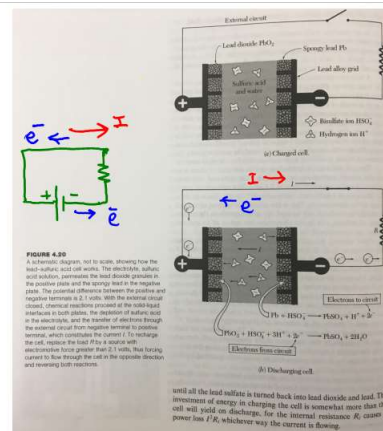 External circuit
Lead dioxide PbO₂
Spongy lead Pb
Lead alloy grid
Sulfuric acid
and water
+
−
Bisulfate ion HSO₄⁻
Hydrogen ion H⁺
(a) Charged cell.
e⁻ ← → I
+ −
→ e⁻
I →
I
← e⁻
e⁻
e⁻
R
+
−
e⁻
e⁻
Electrons to circuit
Pb + HSO₄⁻ → PbSO₄ + H⁺ + 2e⁻
PbO₂ + HSO₄⁻ + 3H⁺ + 2e⁻ → PbSO₄ + 2H₂O
Electrons from circuit
(b) Discharging cell.
FIGURE 4.20
A schematic diagram, not to scale, showing how the
lead–sulfuric acid cell works. The electrolyte, sulfuric
acid solution, permeates the lead dioxide granules in
the positive plate and the spongy lead in the negative
plate. The potential difference between the positive and
negative terminals is 2.1 volts. With the external circuit
closed, chemical reactions proceed at the solid-liquid
interfaces in both plates, the depletion of sulfuric acid
in the electrolyte, and the transfer of electrons through
the external circuit from negative terminal to positive
terminal, which constitutes the current I. To recharge
the cell, replace the load R by a source with
electromotive force greater than 2.1 volts, thus forcing
current to flow through the cell in the opposite direction
and reversing both reactions.
until all the lead sulfate is turned back into lead dioxide and lead. Th
investment of energy in charging the cell is somewhat more than th
cell will yield on discharge, for the internal resistance Rᵢ causes
power loss I²Rᵢ whichever way the current is flowing.